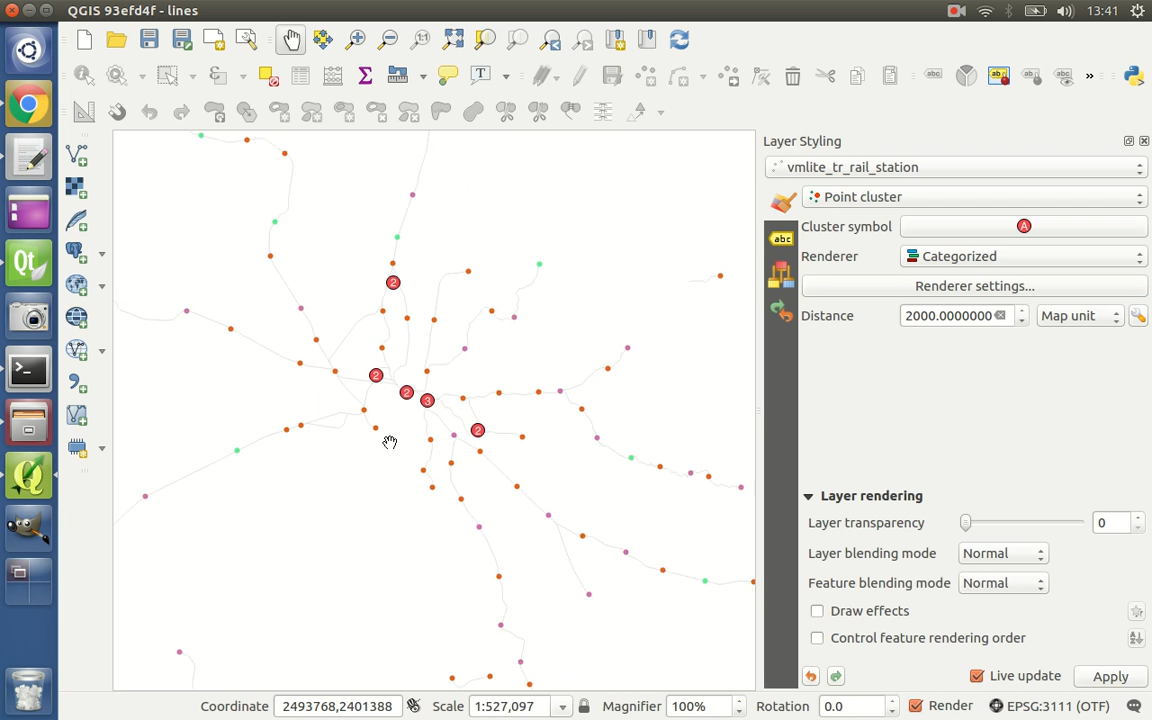 QGIS 93efd4f - lines
13:41
Layer Styling
vmlite_tr_rail_station
Point cluster
Cluster symbol
A
abc
Renderer
Categorized
Renderer settings...
Distance
2000.0000000
Map unit
2
2
2
3
2
Layer rendering
Layer transparency
0
Layer blending mode
Normal
Feature blending mode
Normal
Draw effects
Control feature rendering order
Live update
Apply
Coordinate
2493768,2401388
Scale
1:527,097
Magnifier
100%
Rotation
0.0
Render
EPSG:3111 (OTF)